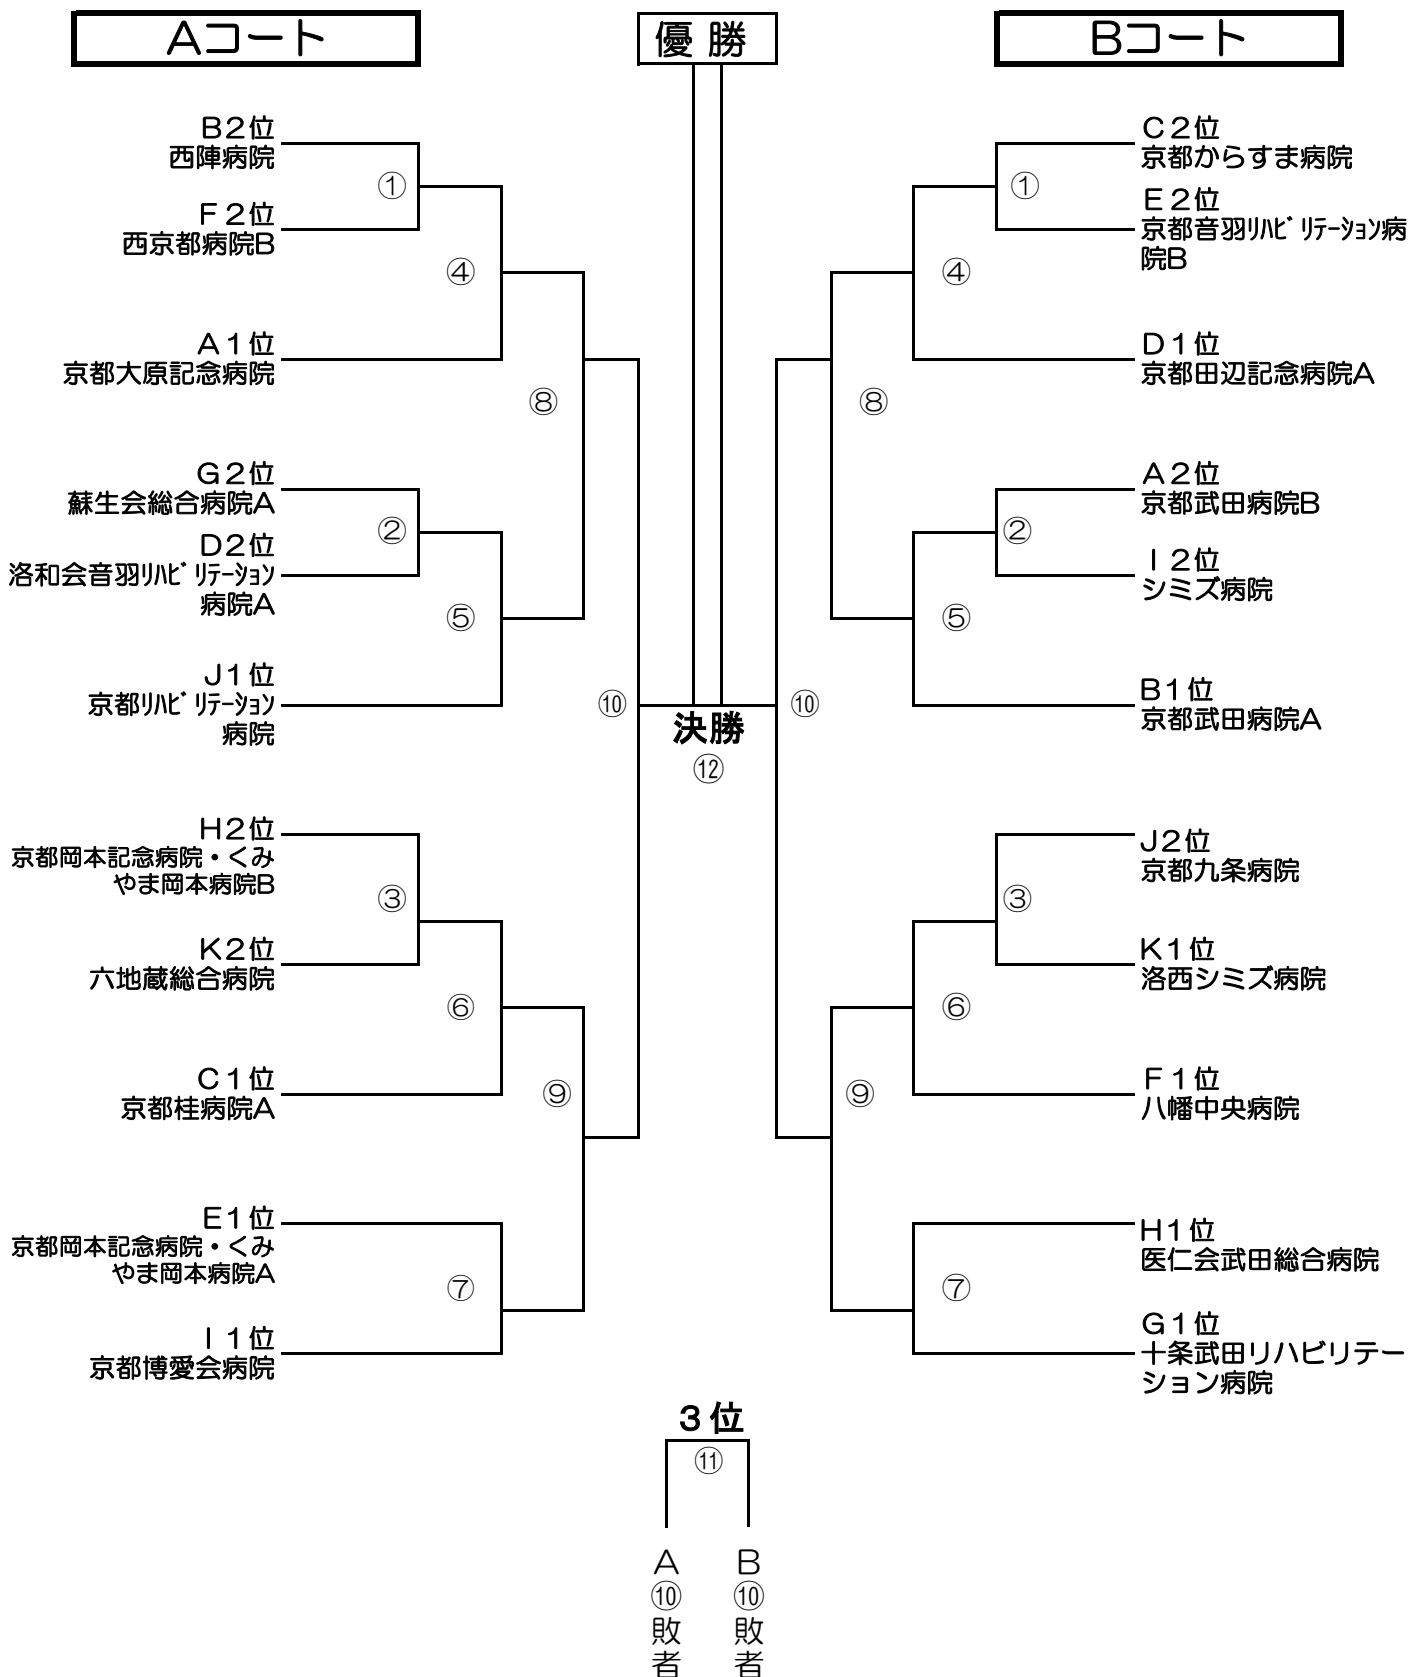 Aコート
優勝
Bコート
B2位
西陣病院
①
F2位
西京都病院B
④
A1位
京都大原記念病院
⑧
G2位
蘇生会総合病院A
②
D2位
洛和会音羽ﾘﾊﾋﾞﾘﾃｰｼｮﾝ
病院A
⑤
J1位
京都ﾘﾊﾋﾞﾘﾃｰｼｮﾝ
病院
⑩
H2位
京都岡本記念病院・くみ
やま岡本病院B
③
K2位
六地蔵総合病院
⑥
C1位
京都桂病院A
⑨
E1位
京都岡本記念病院・くみ
やま岡本病院A
⑦
I1位
京都博愛会病院
決勝
⑫
C2位
京都からすま病院
①
E2位
京都音羽ﾘﾊﾋﾞﾘﾃｰｼｮﾝ病
院B
④
D1位
京都田辺記念病院A
⑧
A2位
京都武田病院B
②
I2位
シミズ病院
⑤
B1位
京都武田病院A
⑩
J2位
京都九条病院
③
K1位
洛西シミズ病院
⑥
F1位
八幡中央病院
⑨
H1位
医仁会武田総合病院
⑦
G1位
十条武田リハビリテー
ション病院
3位
⑪
A⑩敗者
B⑩敗者